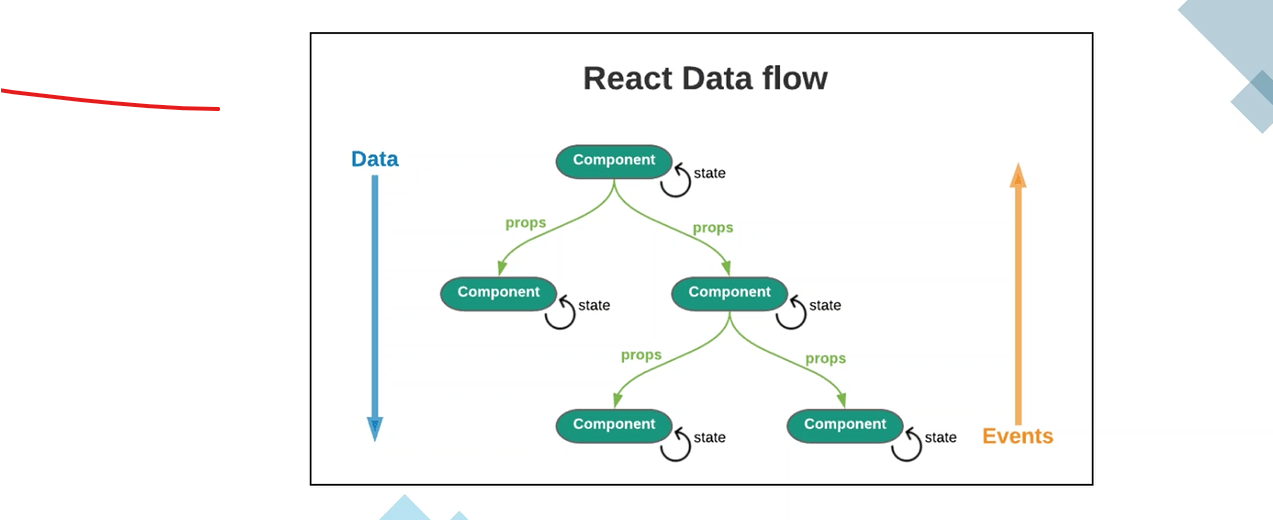 React Data flow
Data
Component
state
props
props
Component
state
Component
state
props
props
Component
state
Component
state
Events